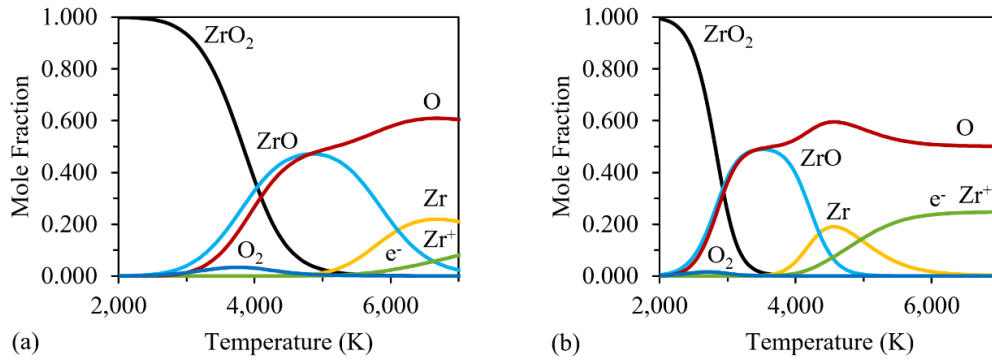 1.000
0.800
0.600
0.400
0.200
0.000
Mole Fraction
ZrO₂
ZrO
O
Zr
O₂
e⁻
Zr⁺
2,000 4,000 6,000
(a) Temperature (K)
1.000
0.800
0.600
0.400
0.200
0.000
Mole Fraction
ZrO₂
O
ZrO
Zr
e⁻ Zr⁺
O₂
2,000 4,000 6,000
(b) Temperature (K)